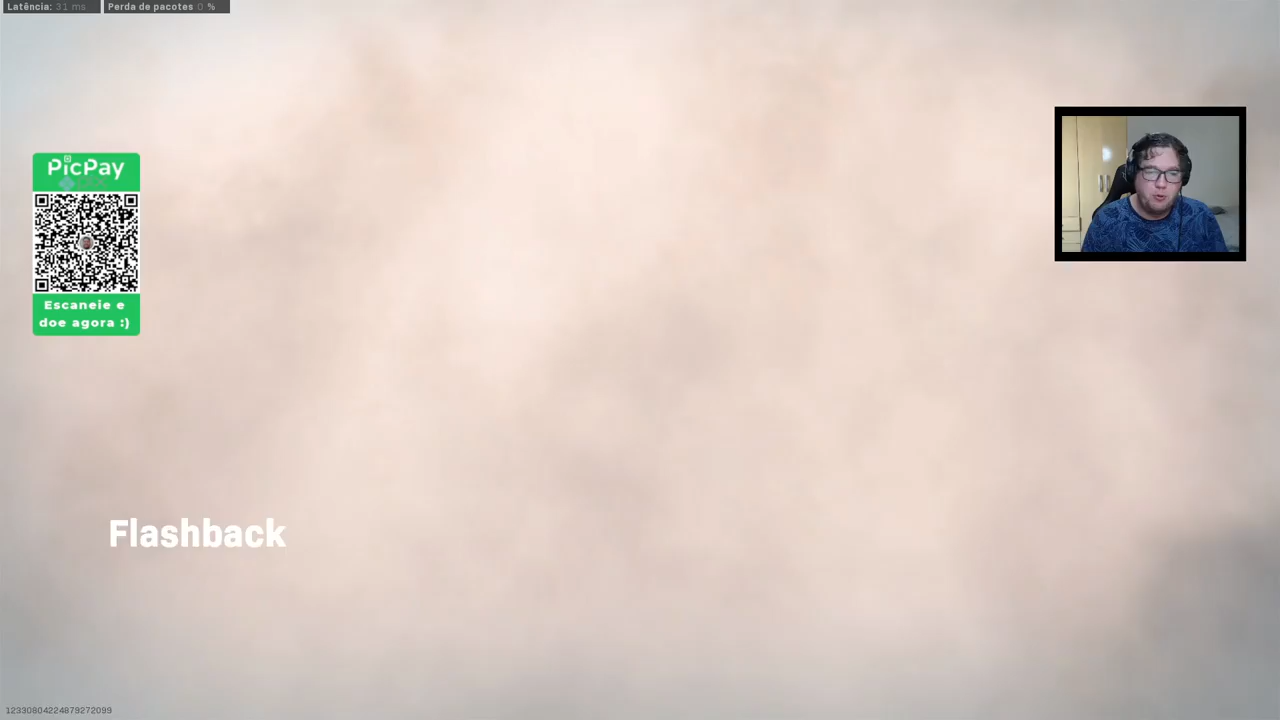 Latência: 31 ms
Perda de pacotes 0 %
PicPay
Escaneie e
doe agora :)
Flashback
12330804224879272099